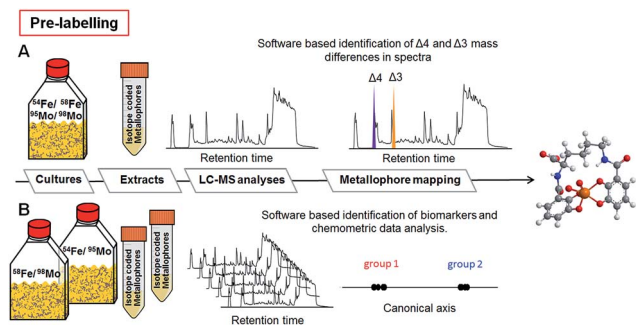 Pre-labelling
A
Software based identification of Δ4 and Δ3 mass
differences in spectra
⁵⁴Fe/ ⁵⁸Fe
⁹⁵Mo/ ⁹⁸Mo
Isotope coded
Metallophores
Δ4 Δ3
Retention time
Retention time
Cultures
Extracts
LC-MS analyses
Metallophore mapping
B
Software based identification of biomarkers and
chemometric data analysis.
⁵⁸Fe/⁹⁸Mo
⁵⁴Fe/ ⁹⁵Mo
Isotope coded
Metallophores
Isotope coded
Metallophores
group 1
group 2
Retention time
Canonical axis